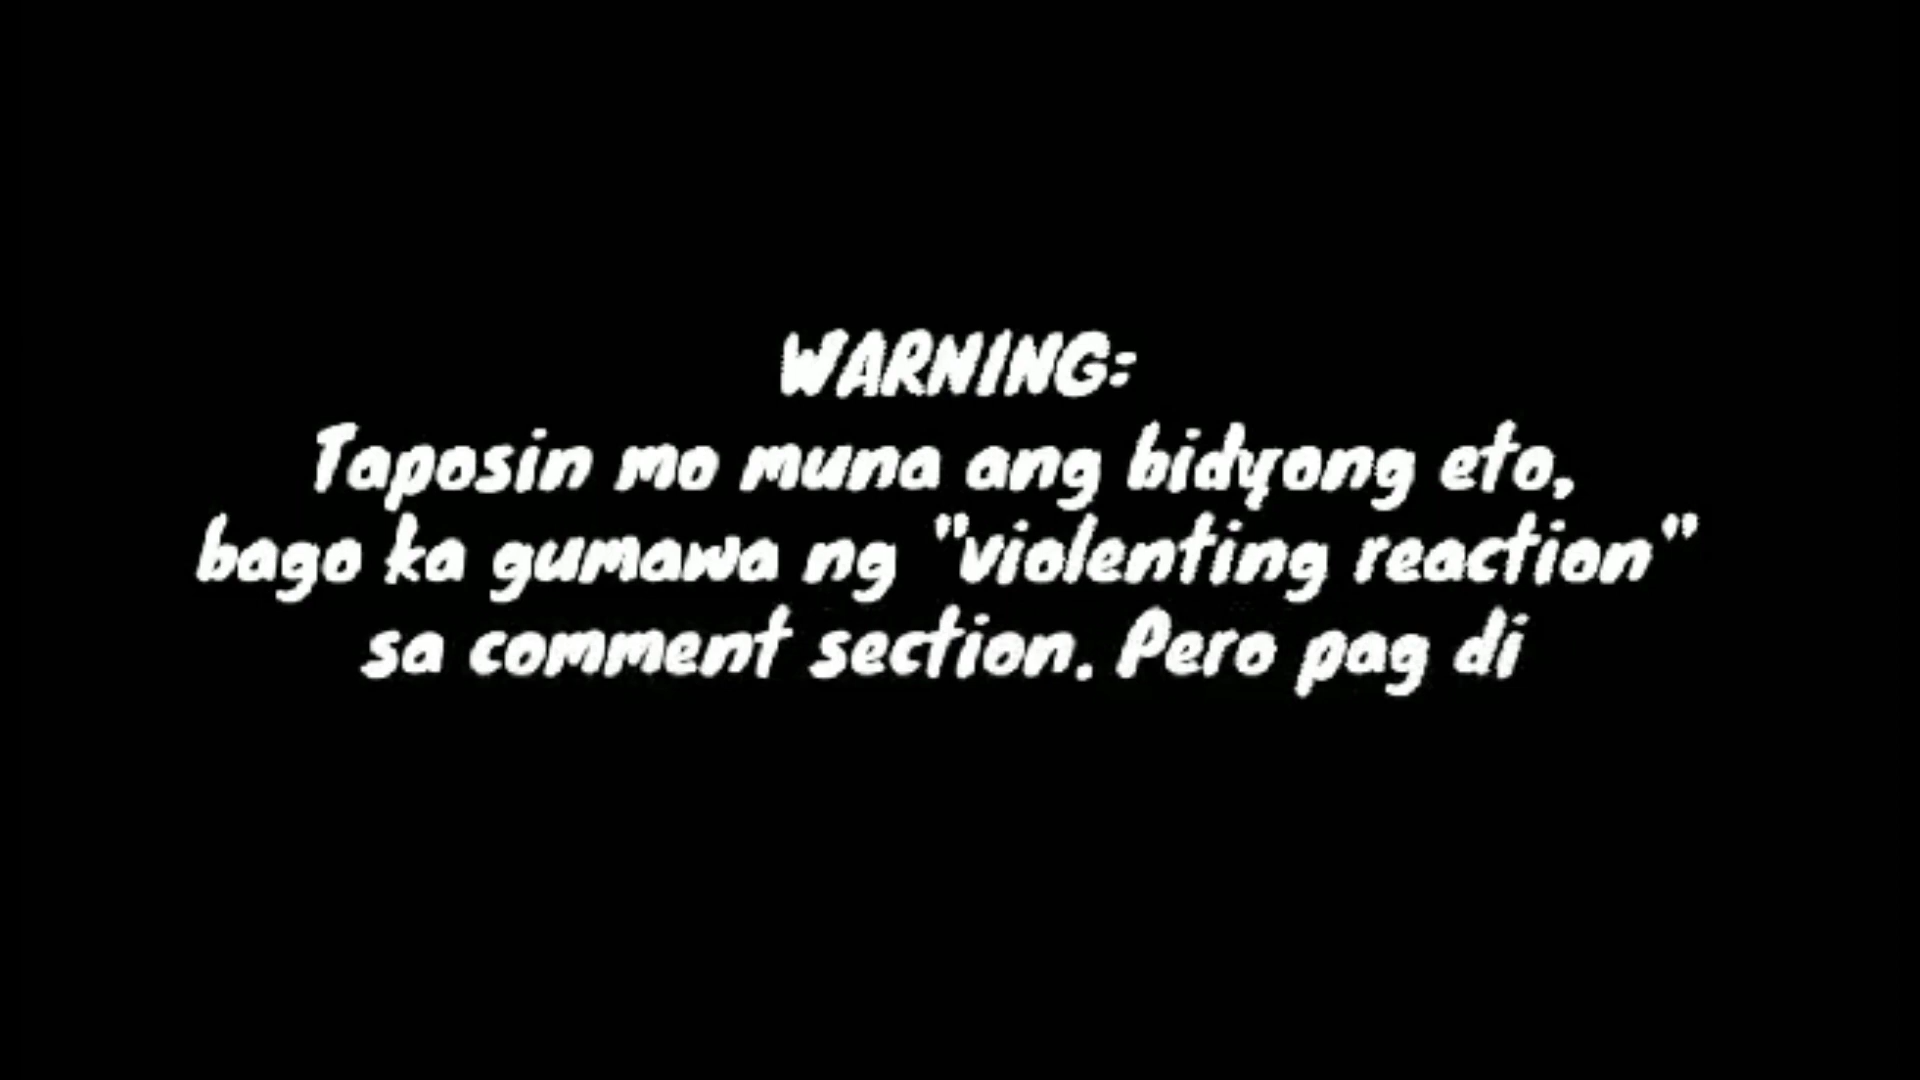 WARNING:
Taposin mo muna ang bidyong eto,
bago ka gumawa ng "violenting reaction"
sa comment section. Pero pag di